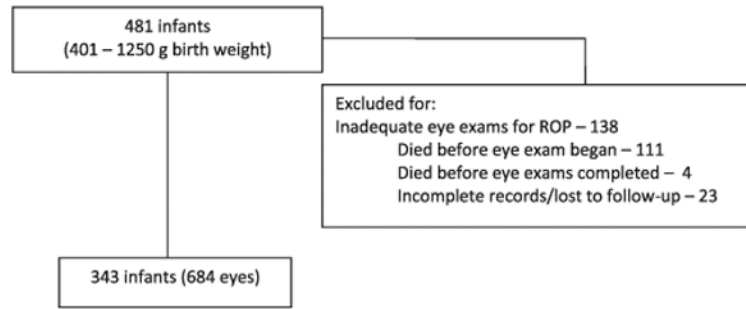 481 infants
(401 – 1250 g birth weight)
Excluded for:
Inadequate eye exams for ROP – 138
Died before eye exam began – 111
Died before eye exams completed –  4
Incomplete records/lost to follow-up – 23
343 infants (684 eyes)